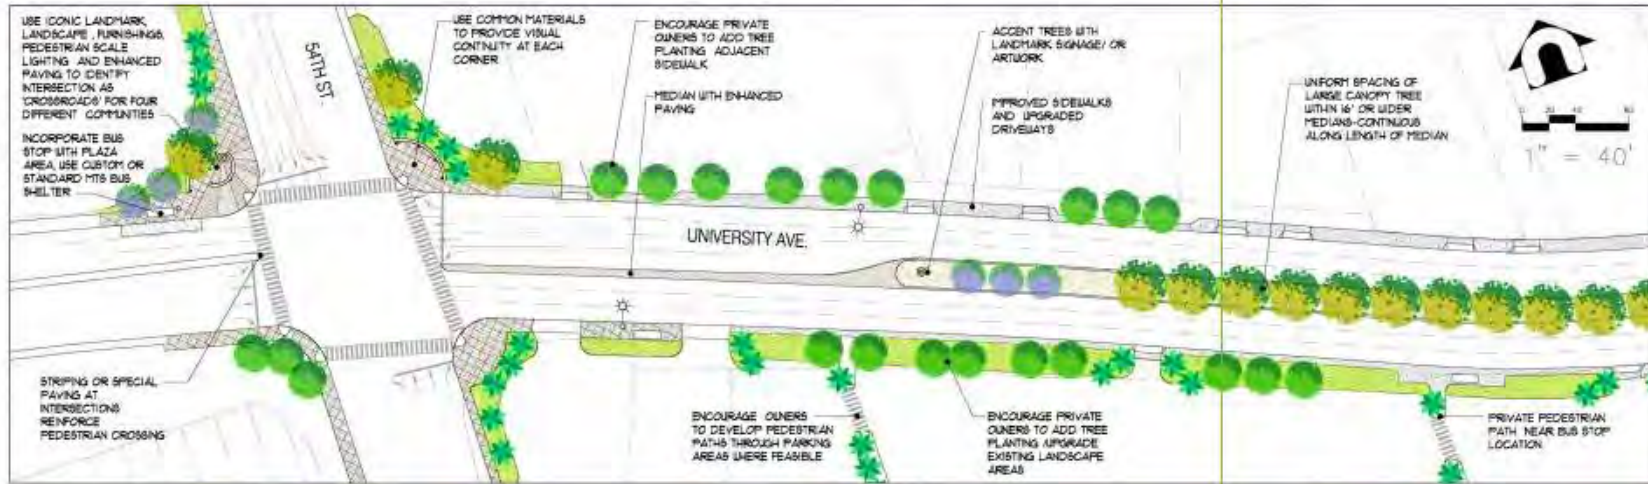 USE ICONIC LANDMARK,
LANDSCAPE, FURNISHINGS,
PEDESTRIAN SCALE
LIGHTING AND ENHANCED
PAVING TO IDENTIFY
INTERSECTION AS
'CROSSROADS' FOR FOUR
DIFFERENT COMMUNITIES
INCORPORATE BUS
STOP WITH PLAZA
AREA, USE CUSTOM OR
STANDARD MTS BUS
SHELTER
54TH ST.
USE COMMON MATERIALS
TO PROVIDE VISUAL
CONTINUITY AT EACH
CORNER
ENCOURAGE PRIVATE
OWNERS TO ADD TREE
PLANTING ADJACENT
SIDEWALK
MEDIAN WITH ENHANCED
PAVING
ACCENT TREES WITH
LANDMARK SIGNAGE/ OR
ARTWORK
IMPROVED SIDEWALKS
AND UPGRADED
DRIVEWAYS
UNIFORM SPACING OF
LARGE CANOPY TREE
WITHIN 16' OR WIDER
MEDIANS-CONTINUOUS
ALONG LENGTH OF MEDIAN
0 20 40 80
1" = 40'
UNIVERSITY AVE.
STRIPING OR SPECIAL
PAVING AT
INTERSECTIONS
REINFORCE
PEDESTRIAN CROSSING
ENCOURAGE OWNERS
TO DEVELOP PEDESTRIAN
PATHS THROUGH PARKING
AREAS WHERE FEASIBLE
ENCOURAGE PRIVATE
OWNERS TO ADD TREE
PLANTING /UPGRADE
EXISTING LANDSCAPE
AREAS
PRIVATE PEDESTRIAN
PATH NEAR BUS STOP
LOCATION